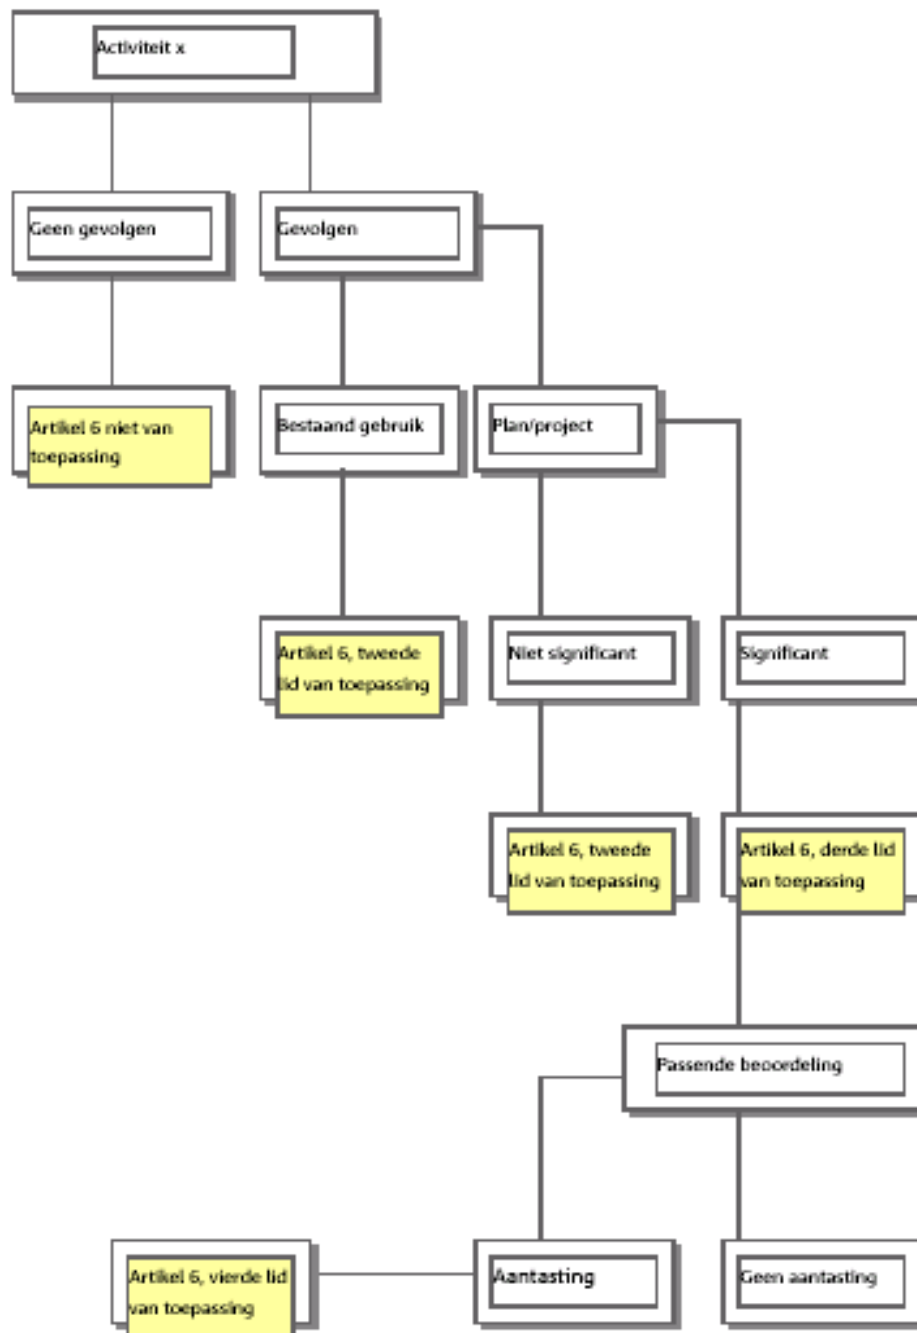 Activiteit x
Geen gevolgen
Gevolgen
Artikel 6 niet van
toepassing
Bestaand gebruik
Plan/project
Artikel 6, tweede
lid van toepassing
Niet significant
Significant
Artikel 6, tweede
lid van toepassing
Artikel 6, derde lid
van toepassing
Passende beoordeling
Artikel 6, vierde lid
van toepassing
Aantasting
Geen aantasting